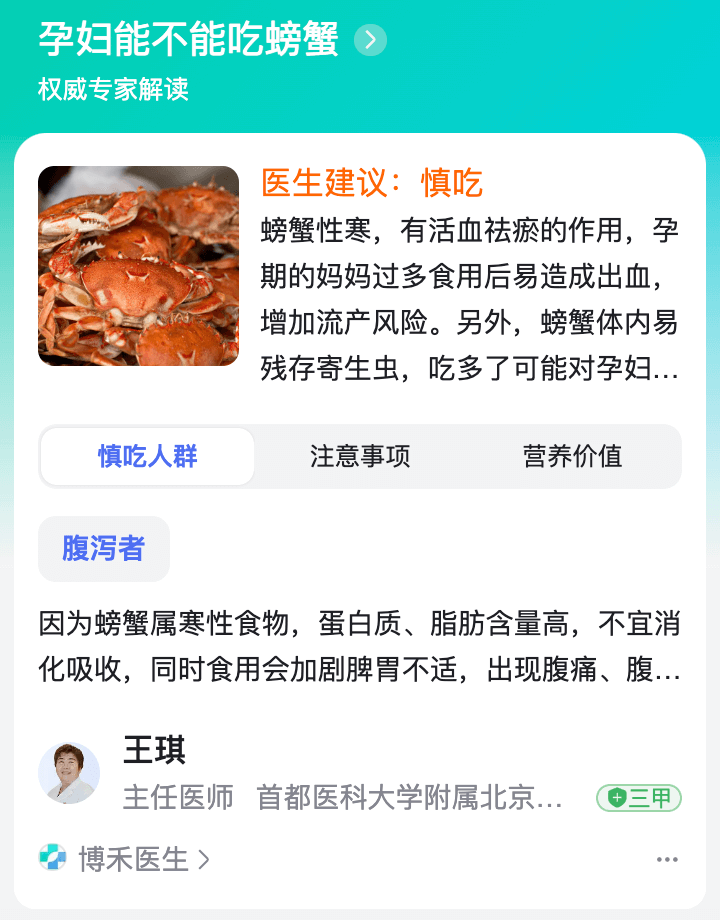 孕妇能不能吃螃蟹
权威专家解读
医生建议：慎吃
螃蟹性寒，有活血祛瘀的作用，孕
期的妈妈过多食用后易造成出血，
增加流产风险。另外，螃蟹体内易
残存寄生虫，吃多了可能对孕妇...
慎吃人群 注意事项 营养价值
腹泻者
因为螃蟹属寒性食物，蛋白质、脂肪含量高，不宜消
化吸收，同时食用会加剧脾胃不适，出现腹痛、腹...
王琪
主任医师 首都医科大学附属北京... 三甲
博禾医生